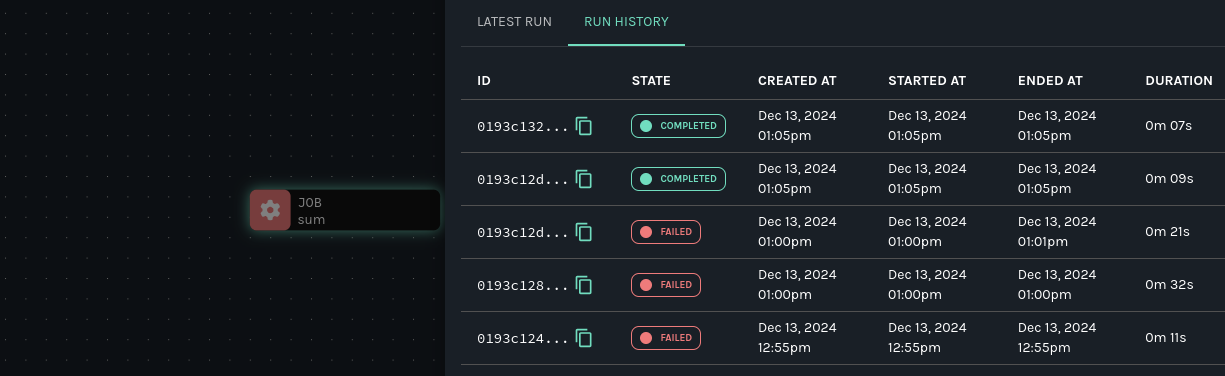 LATEST RUN RUN HISTORY
ID STATE CREATED AT STARTED AT ENDED AT DURATION
0193c132... COMPLETED Dec 13, 2024 01:05pm Dec 13, 2024 01:05pm Dec 13, 2024 01:05pm 0m 07s
0193c12d... COMPLETED Dec 13, 2024 01:05pm Dec 13, 2024 01:05pm Dec 13, 2024 01:05pm 0m 09s
JOB
sum
0193c12d... FAILED Dec 13, 2024 01:00pm Dec 13, 2024 01:00pm Dec 13, 2024 01:01pm 0m 21s
0193c128... FAILED Dec 13, 2024 01:00pm Dec 13, 2024 01:00pm Dec 13, 2024 01:00pm 0m 32s
0193c124... FAILED Dec 13, 2024 12:55pm Dec 13, 2024 12:55pm Dec 13, 2024 12:55pm 0m 11s